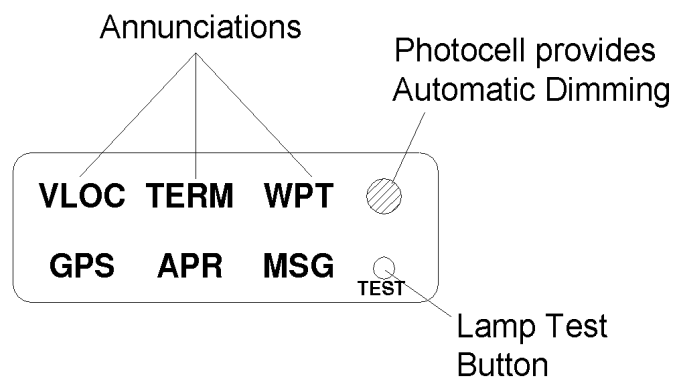 Annunciations
Photocell provides
Automatic Dimming
VLOC TERM WPT
GPS APR MSG
TEST
Lamp Test
Button